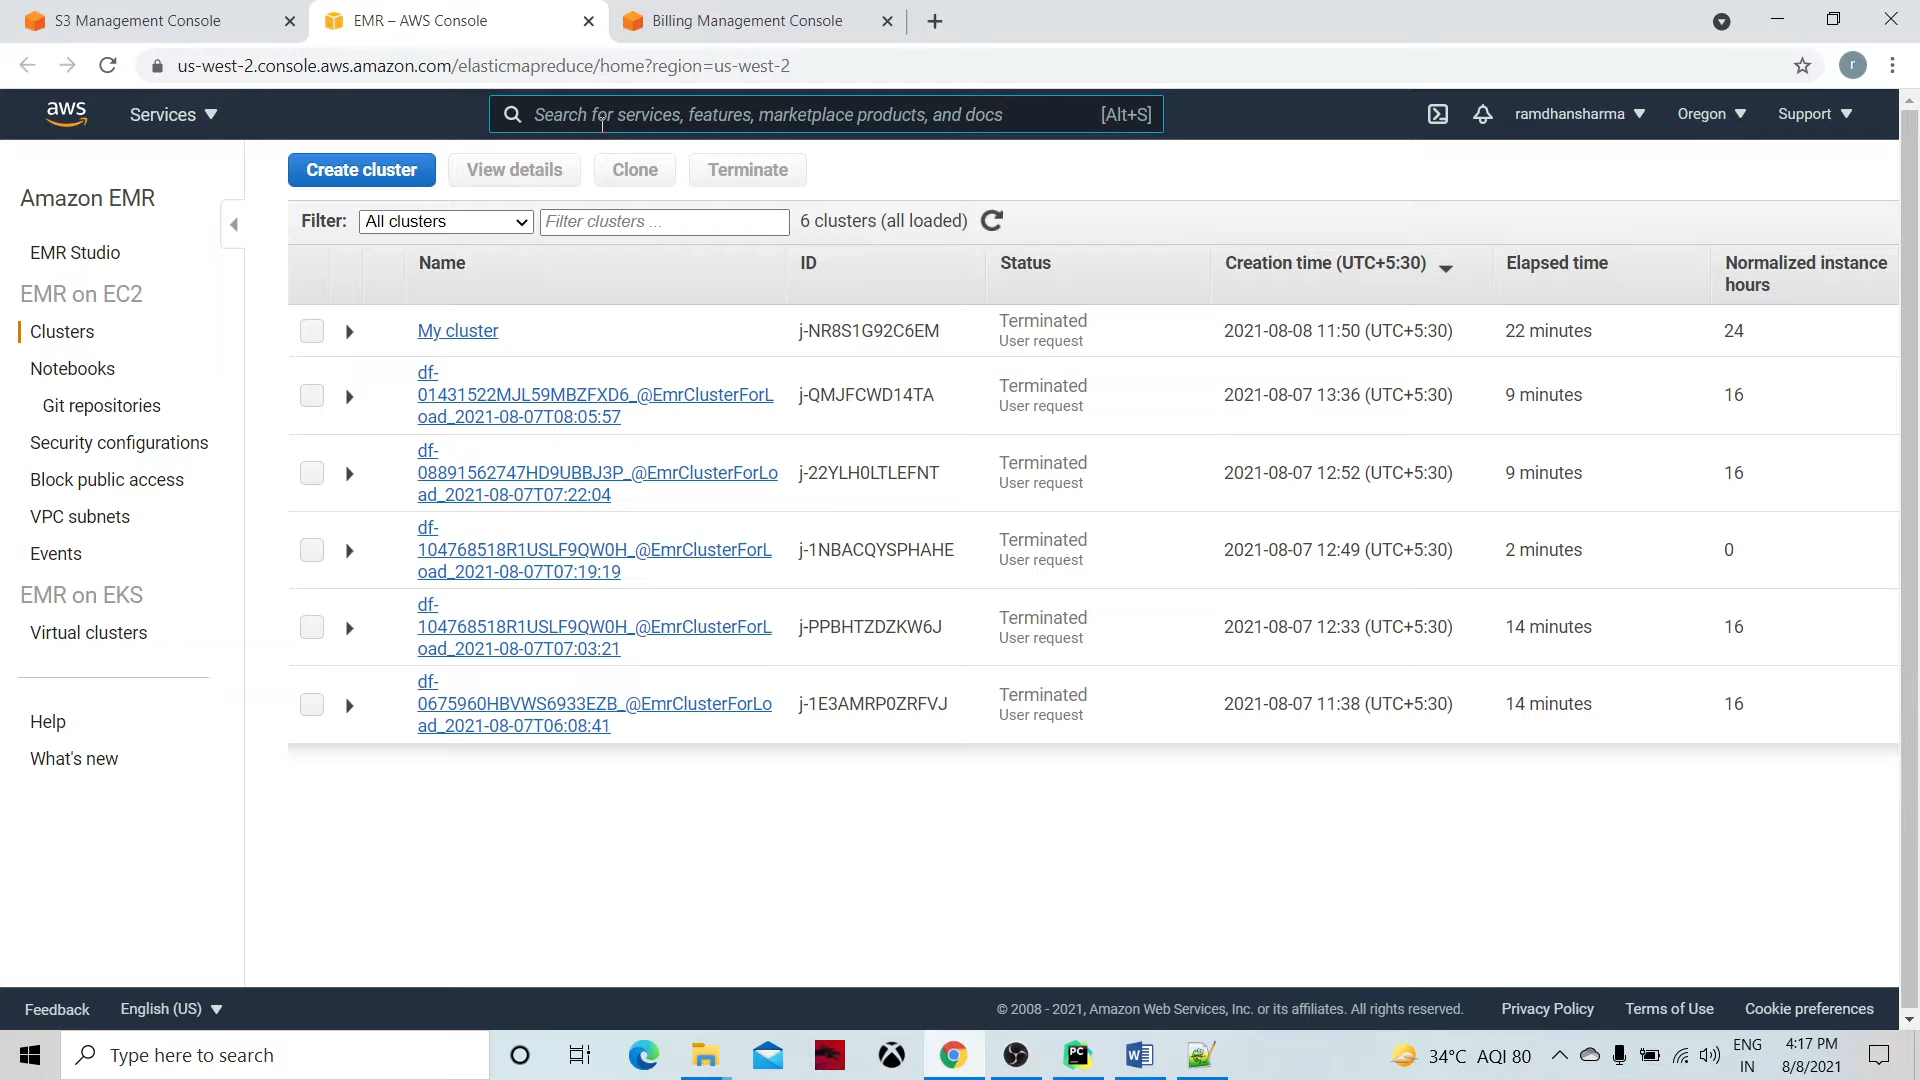 S3 Management Console
EMR – AWS Console
Billing Management Console
us-west-2.console.aws.amazon.com/elasticmapreduce/home?region=us-west-2
r
aws
Services
Search for services, features, marketplace products, and docs
[Alt+S]
ramdhansharma
Oregon
Support
Amazon EMR
EMR Studio
EMR on EC2
Clusters
Notebooks
Git repositories
Security configurations
Block public access
VPC subnets
Events
EMR on EKS
Virtual clusters
Help
What's new
Create cluster
View details
Clone
Terminate
Filter:
All clusters
Filter clusters ...
6 clusters (all loaded)
Name
ID
Status
Creation time (UTC+5:30)
Elapsed time
Normalized instance
hours
My cluster
j-NR8S1G92C6EM
Terminated
User request
2021-08-08 11:50 (UTC+5:30)
22 minutes
24
df-
01431522MJL59MBZFXD6_@EmrClusterForL
oad_2021-08-07T08:05:57
j-QMJFCWD14TA
Terminated
User request
2021-08-07 13:36 (UTC+5:30)
9 minutes
16
df-
08891562747HD9UBBJ3P_@EmrClusterForLo
ad_2021-08-07T07:22:04
j-22YLH0LTLEFNT
Terminated
User request
2021-08-07 12:52 (UTC+5:30)
9 minutes
16
df-
104768518R1USLF9QW0H_@EmrClusterForL
oad_2021-08-07T07:19:19
j-1NBACQYSPHAHE
Terminated
User request
2021-08-07 12:49 (UTC+5:30)
2 minutes
0
df-
104768518R1USLF9QW0H_@EmrClusterForL
oad_2021-08-07T07:03:21
j-PPBHTZDZKW6J
Terminated
User request
2021-08-07 12:33 (UTC+5:30)
14 minutes
16
df-
0675960HBVWS6933EZB_@EmrClusterForLo
ad_2021-08-07T06:08:41
j-1E3AMRP0ZRFVJ
Terminated
User request
2021-08-07 11:38 (UTC+5:30)
14 minutes
16
Feedback
English (US)
© 2008 - 2021, Amazon Web Services, Inc. or its affiliates. All rights reserved.
Privacy Policy
Terms of Use
Cookie preferences
Type here to search
PC
W
34°C AQI 80
ENG
IN
4:17 PM
8/8/2021